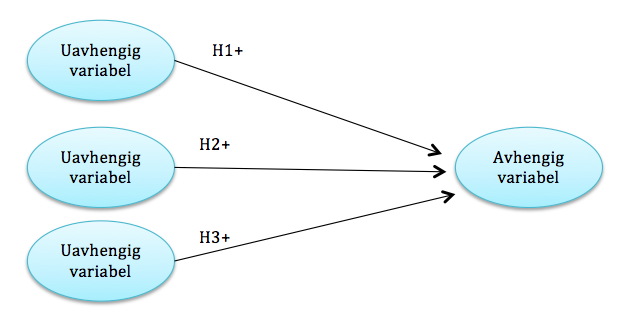 Uavhengig
variabel
H1+
Uavhengig
variabel
H2+
Uavhengig
variabel
H3+
Avhengig
variabel